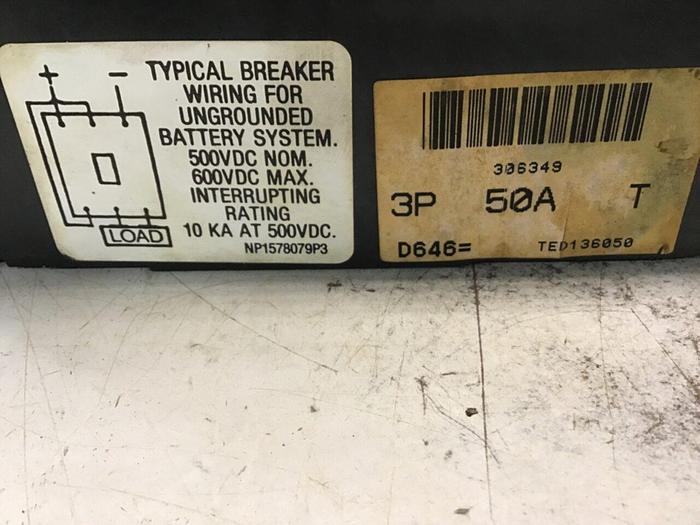 + -
TYPICAL BREAKER
WIRING FOR
UNGROUNDED
BATTERY SYSTEM.
500VDC NOM.
600VDC MAX.
INTERRUPTING
RATING
10 KA AT 500VDC.
LOAD
NP1578079P3
306349
3P 50A T
D646= TED136050